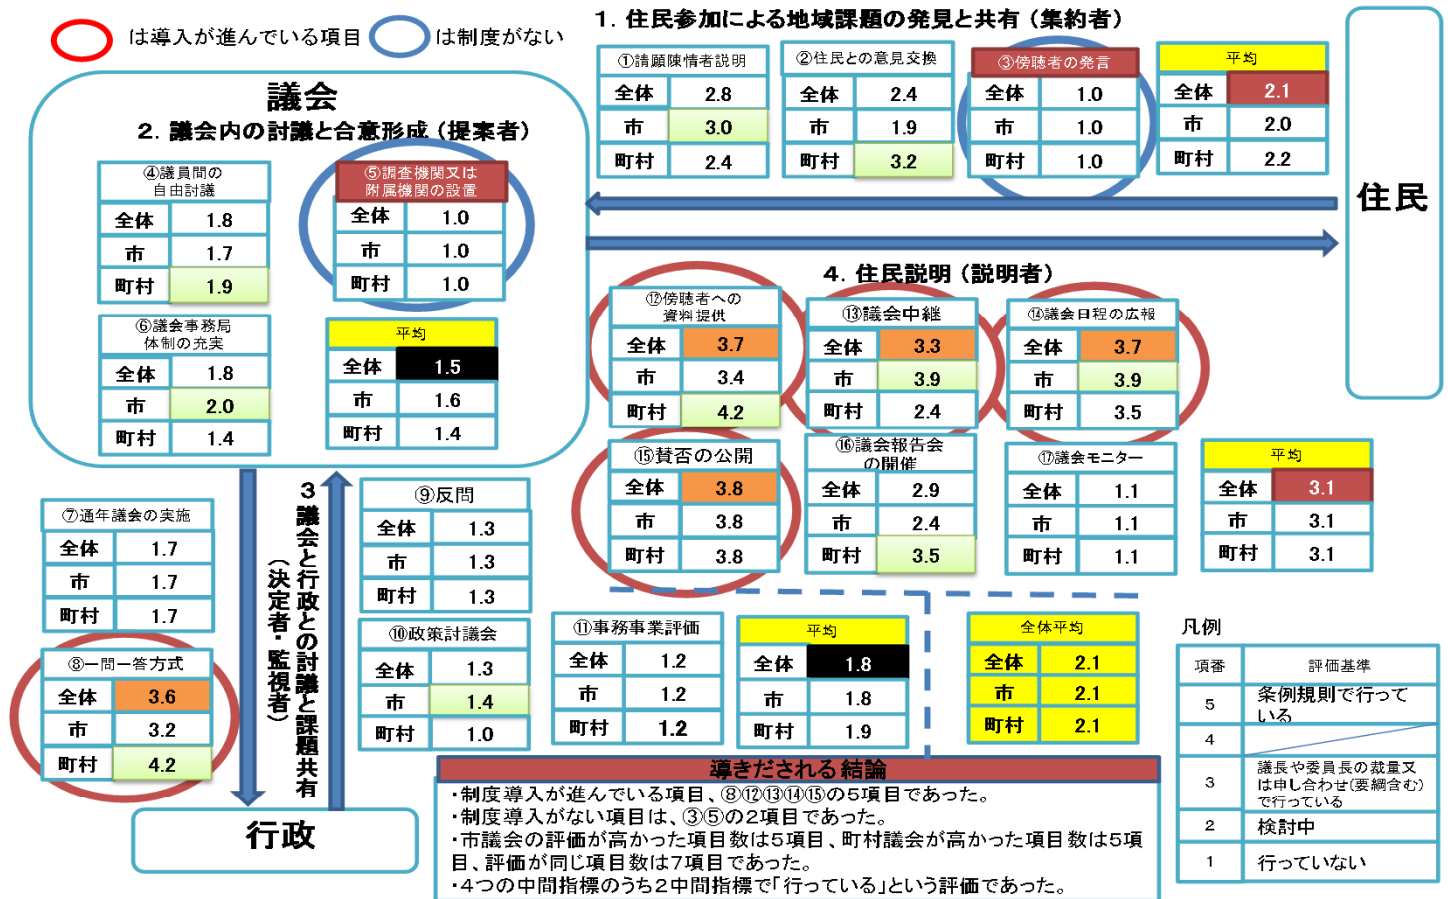 は導入が進んでいる項目
は制度がない
1. 住民参加による地域課題の発見と共有（集約者）
①請願陳情者説明
全体 2.8
市 3.0
町村 2.4
②住民との意見交換
全体 2.4
市 1.9
町村 3.2
③傍聴者の発言
全体 1.0
市 1.0
町村 1.0
平均
全体 2.1
市 2.0
町村 2.2
住民
議会
2. 議会内の討議と合意形成（提案者）
④議員間の
自由討議
全体 1.8
市 1.7
町村 1.9
⑤調査機関又は
附属機関の設置
全体 1.0
市 1.0
町村 1.0
⑥議会事務局
体制の充実
全体 1.8
市 2.0
町村 1.4
平均
全体 1.5
市 1.6
町村 1.4
4. 住民説明（説明者）
⑫傍聴者への
資料提供
全体 3.7
市 3.4
町村 4.2
⑬議会中継
全体 3.3
市 3.9
町村 2.4
⑭議会日程の広報
全体 3.7
市 3.9
町村 3.5
⑮賛否の公開
全体 3.8
市 3.8
町村 3.8
⑯議会報告会
の開催
全体 2.9
市 2.4
町村 3.5
⑰議会モニター
全体 1.1
市 1.1
町村 1.1
平均
全体 3.1
市 3.1
町村 3.1
3 議会と行政との討議と課題共有
（決定者・監視者）
⑦通年議会の実施
全体 1.7
市 1.7
町村 1.7
⑧一問一答方式
全体 3.6
市 3.2
町村 4.2
⑨反問
全体 1.3
市 1.3
町村 1.3
⑩政策討議会
全体 1.3
市 1.4
町村 1.0
⑪事務事業評価
全体 1.2
市 1.2
町村 1.2
平均
全体 1.8
市 1.8
町村 1.9
全体平均
全体 2.1
市 2.1
町村 2.1
行政
導きだされる結論
・制度導入が進んでいる項目、⑧⑫⑬⑭⑮の5項目であった。
・制度導入がない項目は、③⑤の2項目であった。
・市議会の評価が高かった項目数は5項目、町村議会が高かった項目数は5項
目、評価が同じ項目数は7項目であった。
・4つの中間指標のうち2中間指標で「行っている」という評価であった。
凡例
項番 評価基準
5 条例規則で行って
いる
4
3 議長や委員長の裁量又
は申し合わせ(要綱含む)
で行っている
2 検討中
1 行っていない